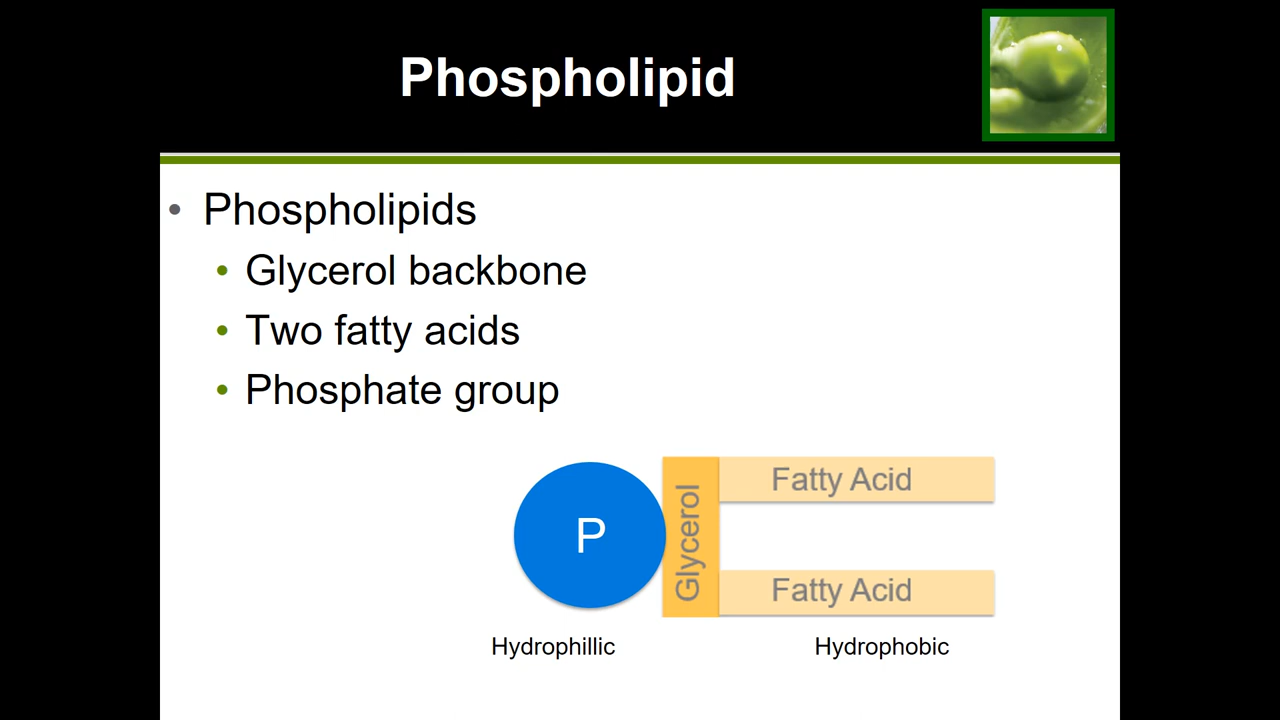 Phospholipid
• Phospholipids
• Glycerol backbone
• Two fatty acids
• Phosphate group
P
Glycerol
Fatty Acid
Fatty Acid
Hydrophillic
Hydrophobic